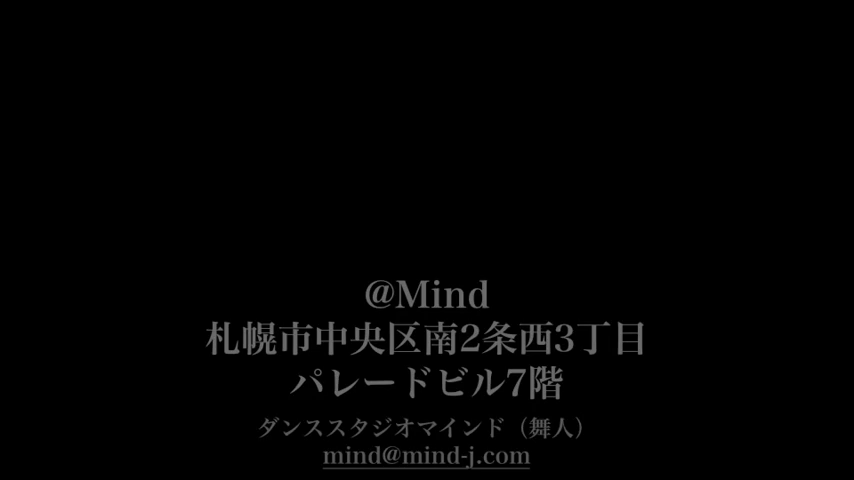 @Mind
札幌市中央区南2条西3丁目
パレードビル7階
ダンススタジオマインド（舞人）
mind@mind-j.com